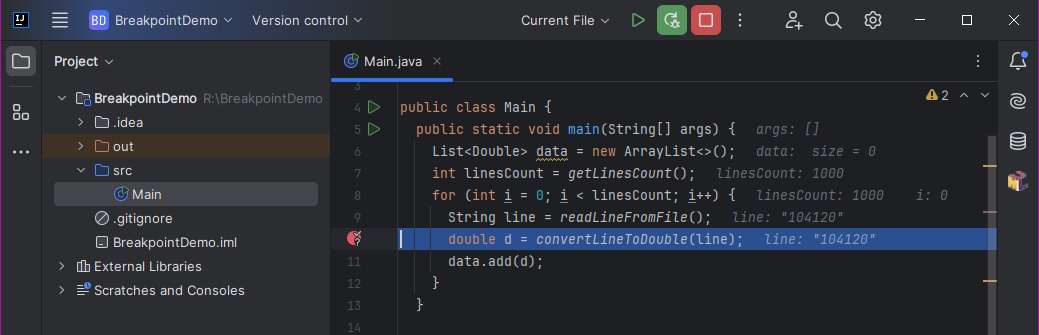 BD BreakpointDemo Version control Current File
Project
Main.java
BreakpointDemo R:\BreakpointDemo
.idea
out
src
Main
.gitignore
BreakpointDemo.iml
External Libraries
Scratches and Consoles
2
3
4 public class Main {
5 public static void main(String[] args) { args: []
6 List<Double> data = new ArrayList<>(); data: size = 0
7 int linesCount = getLinesCount(); linesCount: 1000
8 for (int i = 0; i < linesCount; i++) { linesCount: 1000 i: 0
9 String line = readLineFromFile(); line: "104120"
double d = convertLineToDouble(line); line: "104120"
11 data.add(d);
12 }
13 }
14